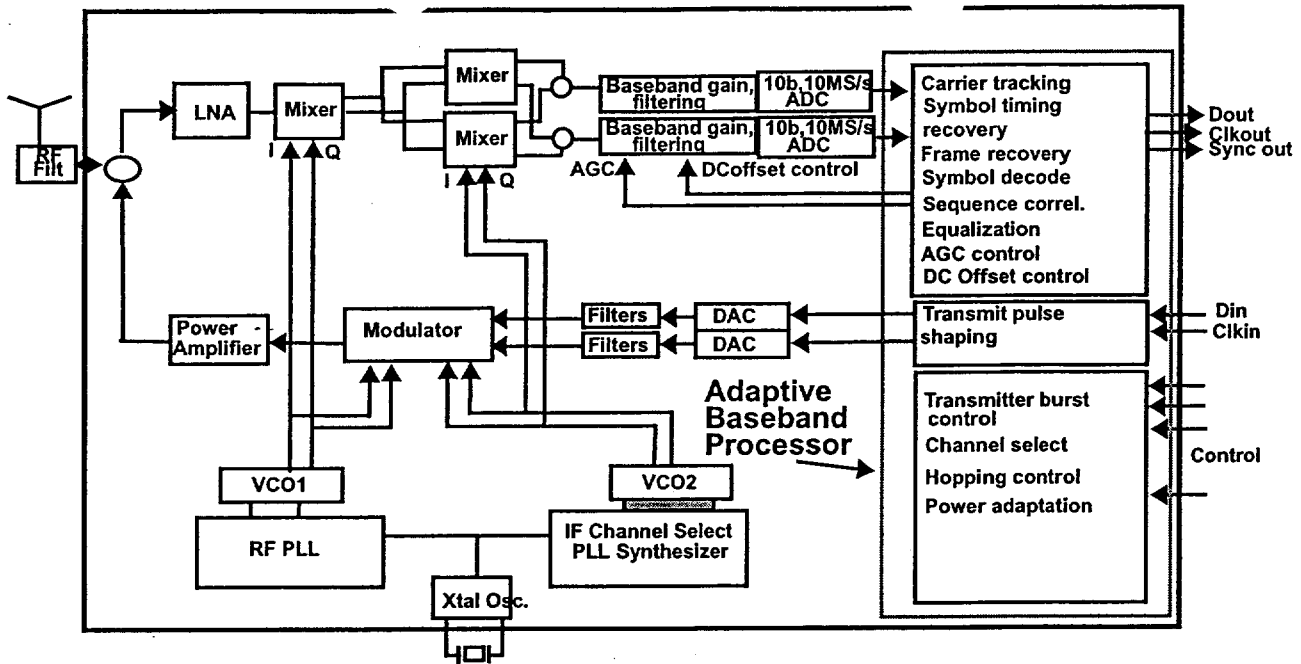 Mixer
LNA
Mixer
Mixer
I
Q
I
Q
RF
Filt
Baseband gain,
filtering
10b,10MS/s
ADC
Baseband gain,
filtering
10b,10MS/s
ADC
AGC
DCoffset control
Carrier tracking
Symbol timing
recovery
Frame recovery
Symbol decode
Sequence correl.
Equalization
AGC control
DC Offset control
Dout
Clkout
Sync out
Power -
Amplifier
Modulator
Filters
Filters
DAC
DAC
Transmit pulse
shaping
Din
Clkin
Adaptive
Baseband
Processor
Transmitter burst
control
Channel select
Hopping control
Power adaptation
Control
VCO1
VCO2
RF PLL
IF Channel Select
PLL Synthesizer
Xtal Osc.